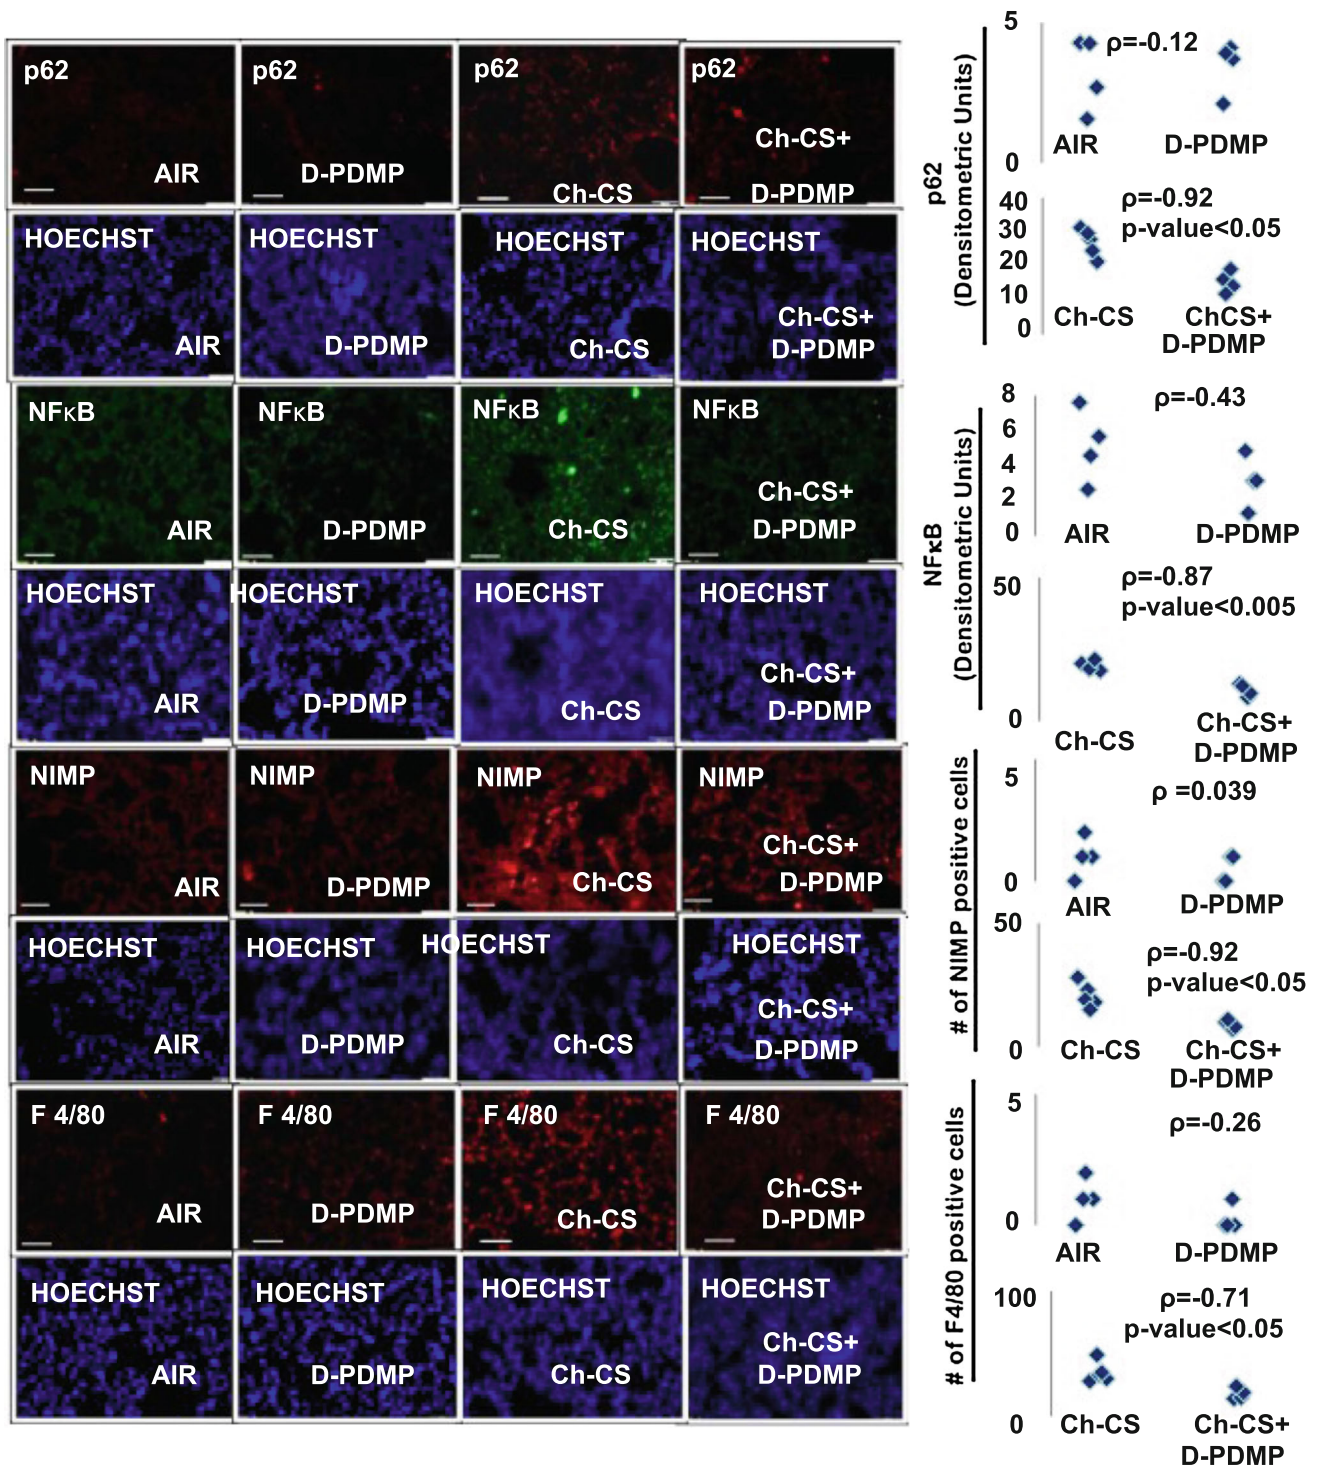 p62
AIR
p62
D-PDMP
p62
Ch-CS
p62
Ch-CS+
D-PDMP
HOECHST
AIR
HOECHST
D-PDMP
HOECHST
Ch-CS
HOECHST
Ch-CS+
D-PDMP
NFκB
AIR
NFκB
D-PDMP
NFκB
Ch-CS
NFκB
Ch-CS+
D-PDMP
HOECHST
AIR
HOECHST
D-PDMP
HOECHST
Ch-CS
HOECHST
Ch-CS+
D-PDMP
NIMP
AIR
NIMP
D-PDMP
NIMP
Ch-CS
NIMP
Ch-CS+
D-PDMP
HOECHST
AIR
HOECHST
D-PDMP
HOECHST
Ch-CS
HOECHST
Ch-CS+
D-PDMP
F 4/80
AIR
F 4/80
D-PDMP
F 4/80
Ch-CS
F 4/80
Ch-CS+
D-PDMP
HOECHST
AIR
HOECHST
D-PDMP
HOECHST
Ch-CS
HOECHST
Ch-CS+
D-PDMP
p62
(Densitometric Units)
5
0
ρ=-0.12
AIR
D-PDMP
40
30
20
10
0
ρ=-0.92
p-value<0.05
Ch-CS
ChCS+
D-PDMP
NFκB
(Densitometric Units)
8
6
4
2
0
ρ=-0.43
AIR
D-PDMP
50
0
ρ=-0.87
p-value<0.005
Ch-CS
Ch-CS+
D-PDMP
# of NIMP positive cells
5
0
ρ =0.039
AIR
D-PDMP
50
0
ρ=-0.92
p-value<0.05
Ch-CS
Ch-CS+
D-PDMP
# of F4/80 positive cells
5
0
ρ=-0.26
AIR
D-PDMP
100
0
ρ=-0.71
p-value<0.05
Ch-CS
Ch-CS+
D-PDMP